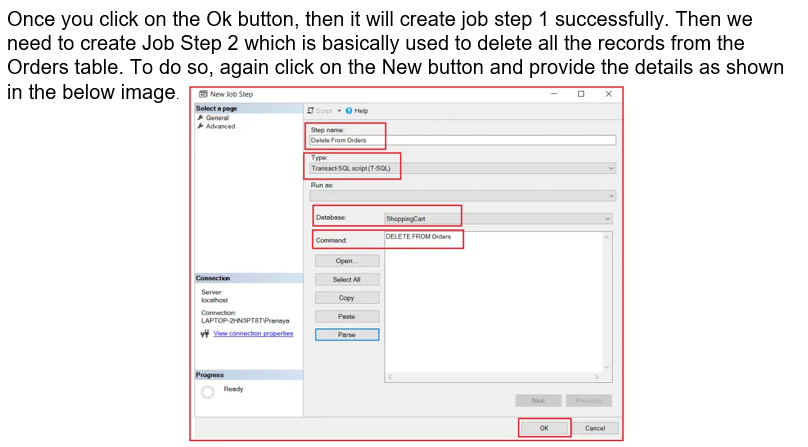 Once you click on the Ok button, then it will create job step 1 successfully. Then we
need to create Job Step 2 which is basically used to delete all the records from the
Orders table. To do so, again click on the New button and provide the details as shown
in the below image.
New Job Step
Select a page
General
Advanced
Script
Help
Step name:
Delete From Orders
Type:
Transact-SQL script (T-SQL)
Run as:
Database:
ShoppingCart
Command:
DELETE FROM Orders
Open...
Select All
Copy
Paste
Parse
Connection
Server:
localhost
Connection:
LAPTOP-2HN3PT8T\Pranaya
View connection properties
Progress
Ready
Next
Previous
OK
Cancel